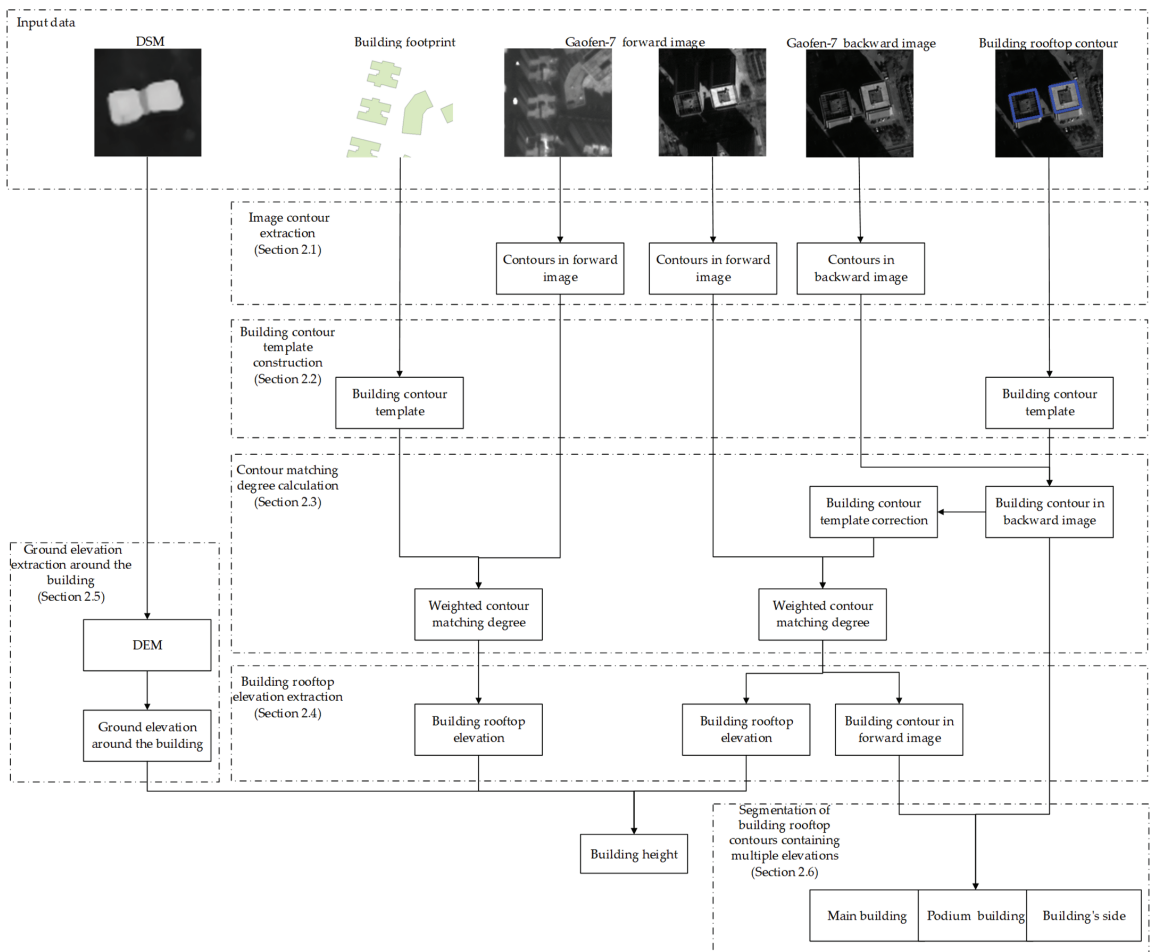 Input data
DSM
Building footprint
Gaofen-7 forward image
Gaofen-7 backward image
Building rooftop contour
Image contour
extraction
(Section 2.1)
Contours in forward
image
Contours in forward
image
Contours in
backward image
Building contour
template
construction
(Section 2.2)
Building contour
template
Building contour
template
Contour matching
degree calculation
(Section 2.3)
Building contour
template correction
Building contour in
backward image
Ground elevation
extraction around the
building
(Section 2.5)
Weighted contour
matching degree
Weighted contour
matching degree
DEM
Building rooftop
elevation extraction
(Section 2.4)
Ground elevation
around the building
Building rooftop
elevation
Building rooftop
elevation
Building contour in
forward image
Segmentation of
building rooftop
contours containing
multiple elevations
(Section 2.6)
Building height
Main building
Podium building
Building's side